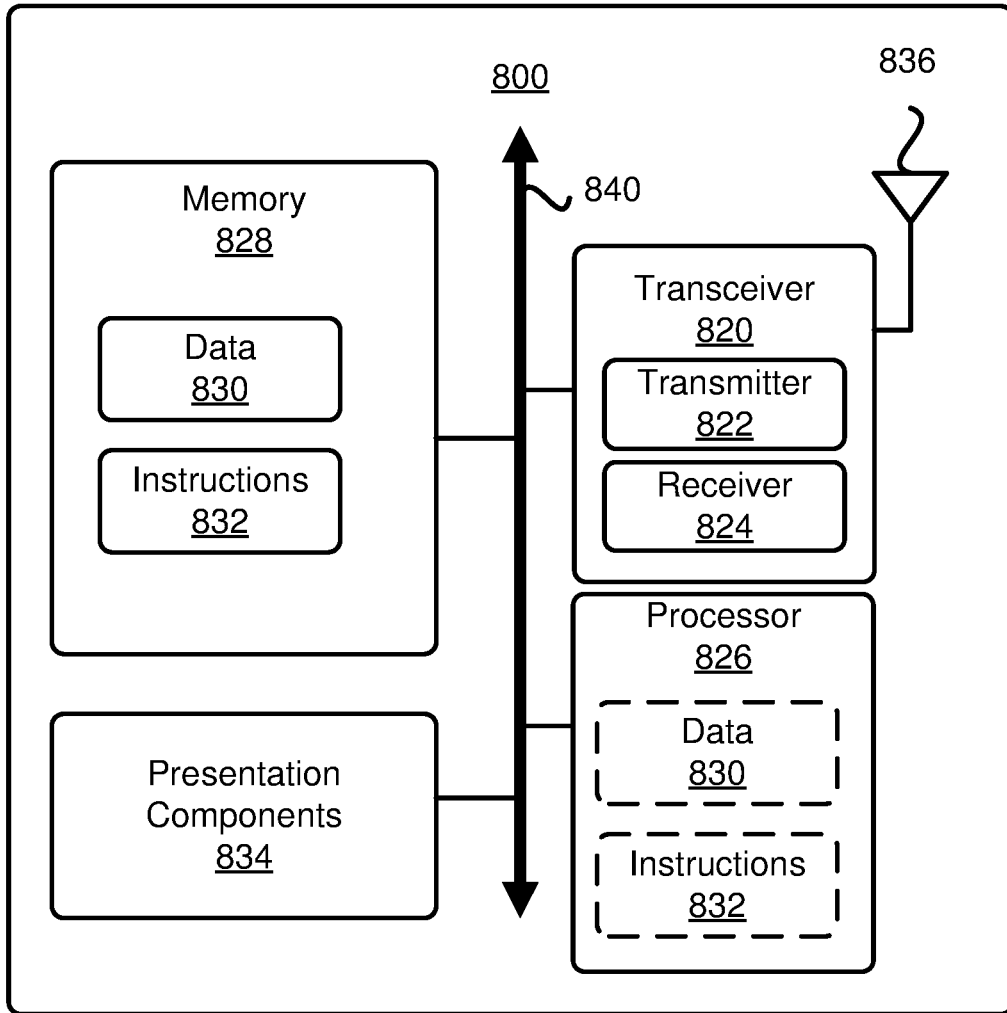 800
836
840
Memory
828
Data
830
Instructions
832
Transceiver
820
Transmitter
822
Receiver
824
Presentation
Components
834
Processor
826
Data
830
Instructions
832